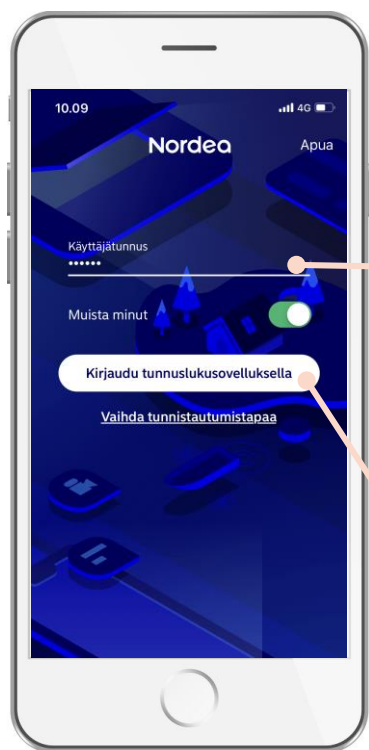 10.09
4G
Nordea
Apua
Käyttäjätunnus
••••••
Muista minut
Kirjaudu tunnuslukusovelluksella
Vaihda tunnistautumistapaa